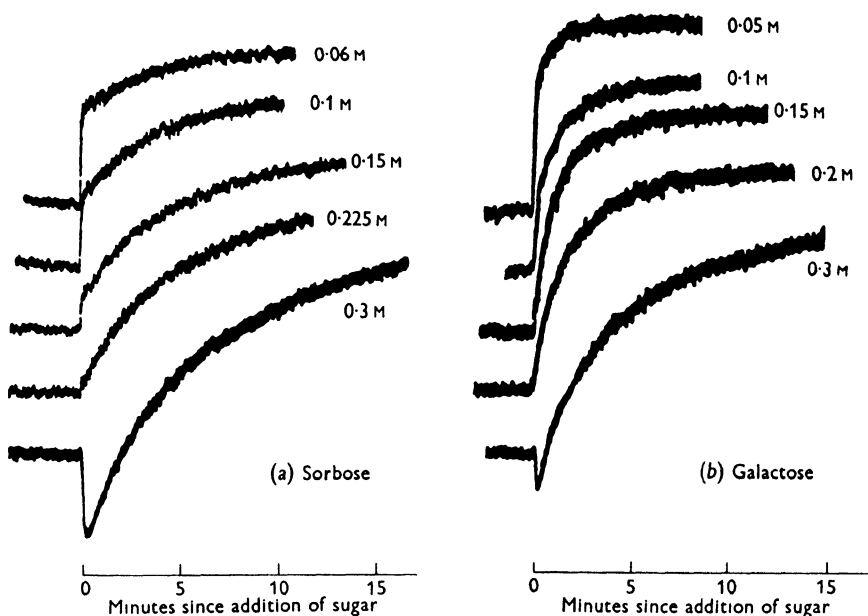 0·06 M
0·1 M
0·15 M
0·225 M
0·3 M
(a) Sorbose
0 5 10 15
Minutes since addition of sugar
0·05 M
0·1 M
0·15 M
0·2 M
0·3 M
(b) Galactose
0 5 10 15
Minutes since addition of sugar